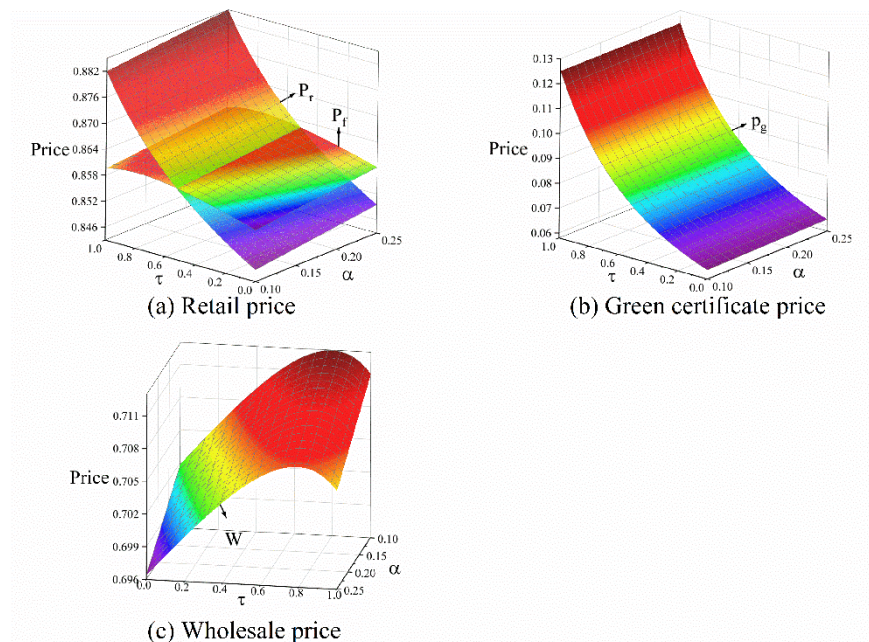 0.882
0.876
0.870
0.864
0.858
0.852
0.846
Price
P_r
P_f
1.0 0.8 0.6 0.4 0.2 0.0
τ
0.10 0.15 0.20 0.25
α
(a) Retail price
0.13
0.12
0.11
0.10
0.09
0.08
0.07
0.06
Price
p_g
1.0 0.8 0.6 0.4 0.2 0.0
τ
0.10 0.15 0.20 0.25
α
(b) Green certificate price
0.711
0.708
0.705
0.702
0.699
0.696
Price
W
0.0 0.2 0.4 0.6 0.8 1.0
τ
0.10
0.15
0.20
0.25
α
(c) Wholesale price